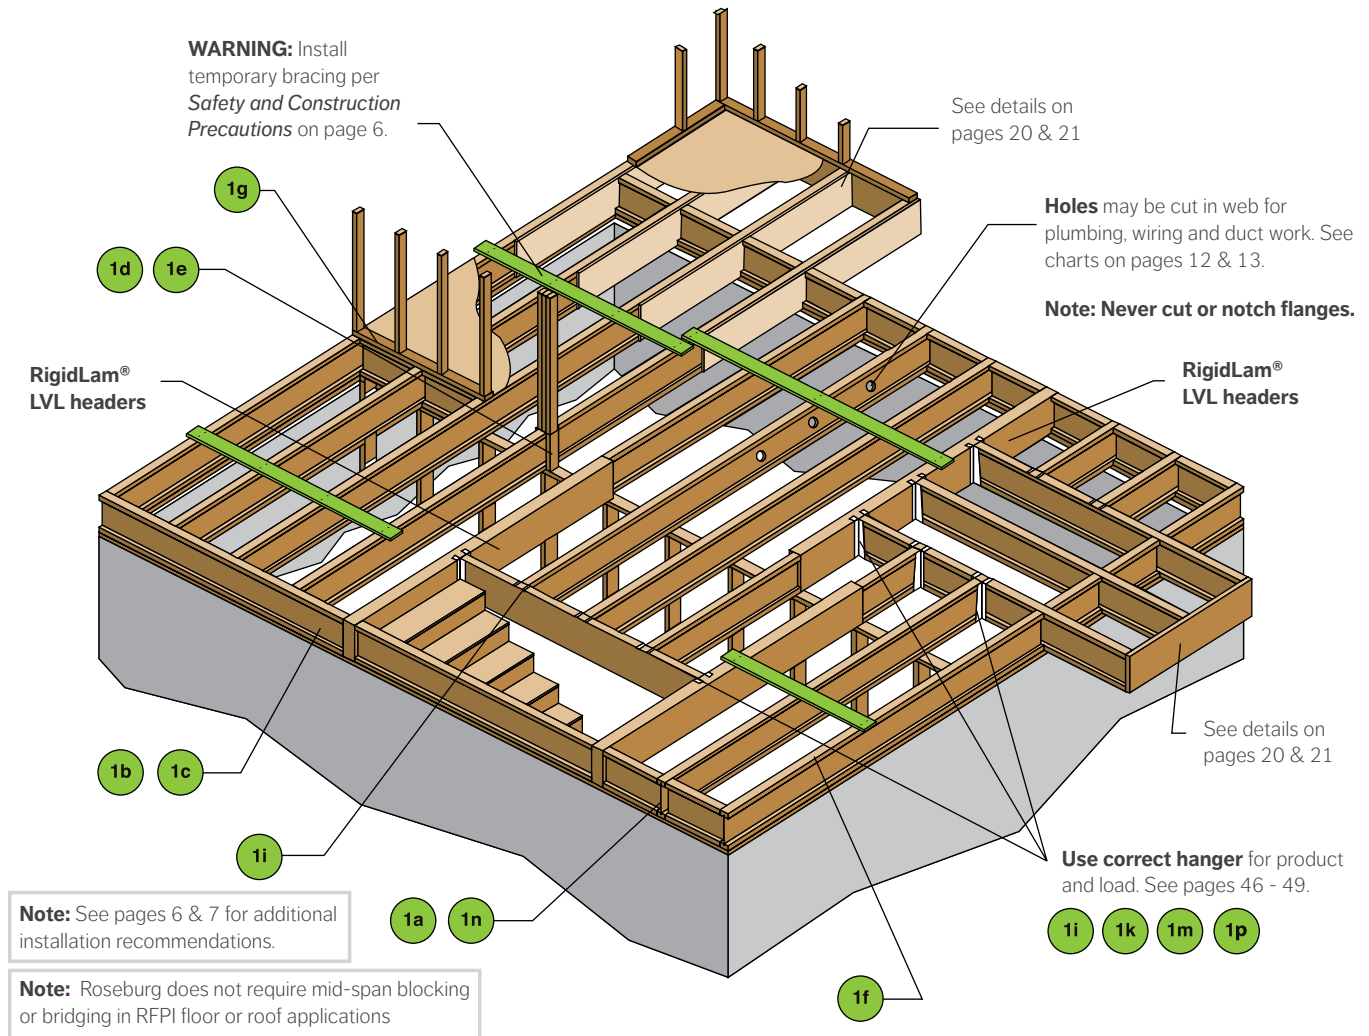 WARNING: Install
temporary bracing per
Safety and Construction
Precautions on page 6.
See details on
pages 20 & 21
1g
Holes may be cut in web for
plumbing, wiring and duct work. See
charts on pages 12 & 13.
Note: Never cut or notch flanges.
1d 1e
RigidLam®
LVL headers
RigidLam®
LVL headers
See details on
pages 20 & 21
1b 1c
1i
Use correct hanger for product
and load. See pages 46 - 49.
1i 1k 1m 1p
1a 1n
1f
Note: See pages 6 & 7 for additional
installation recommendations.
Note: Roseburg does not require mid-span blocking
or bridging in RFPI floor or roof applications